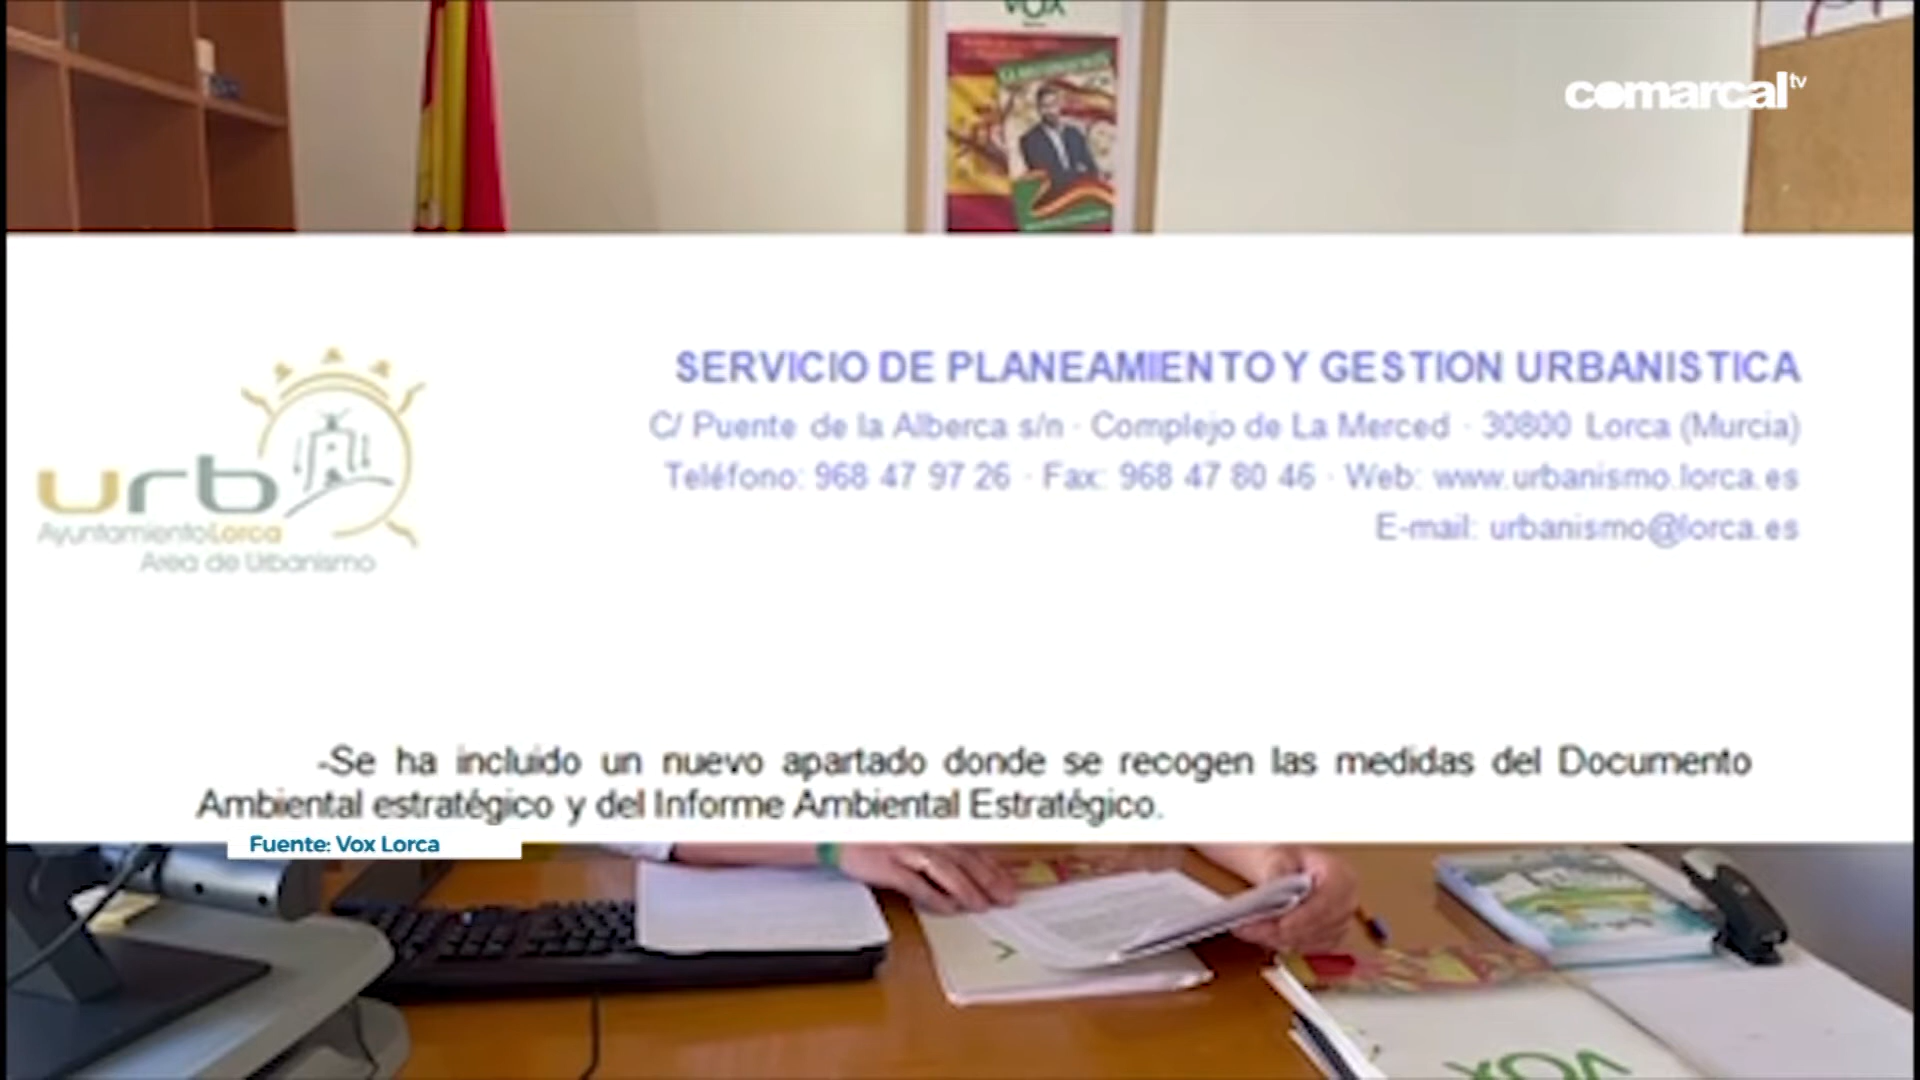 VOX
comarcal tv
SERVICIO DE PLANEAMIENTO Y GESTION URBANISTICA
C/ Puente de la Alberca s/n · Complejo de La Merced · 30800 Lorca (Murcia)
Teléfono: 968 47 97 26 · Fax: 968 47 80 46 · Web: www.urbanismo.lorca.es
E-mail: urbanismo@lorca.es
urb
AyuntamientoLorca
Area de Urbanismo
-Se ha incluido un nuevo apartado donde se recogen las medidas del Documento
Ambiental estratégico y del Informe Ambiental Estratégico.
Fuente: Vox Lorca
VOX